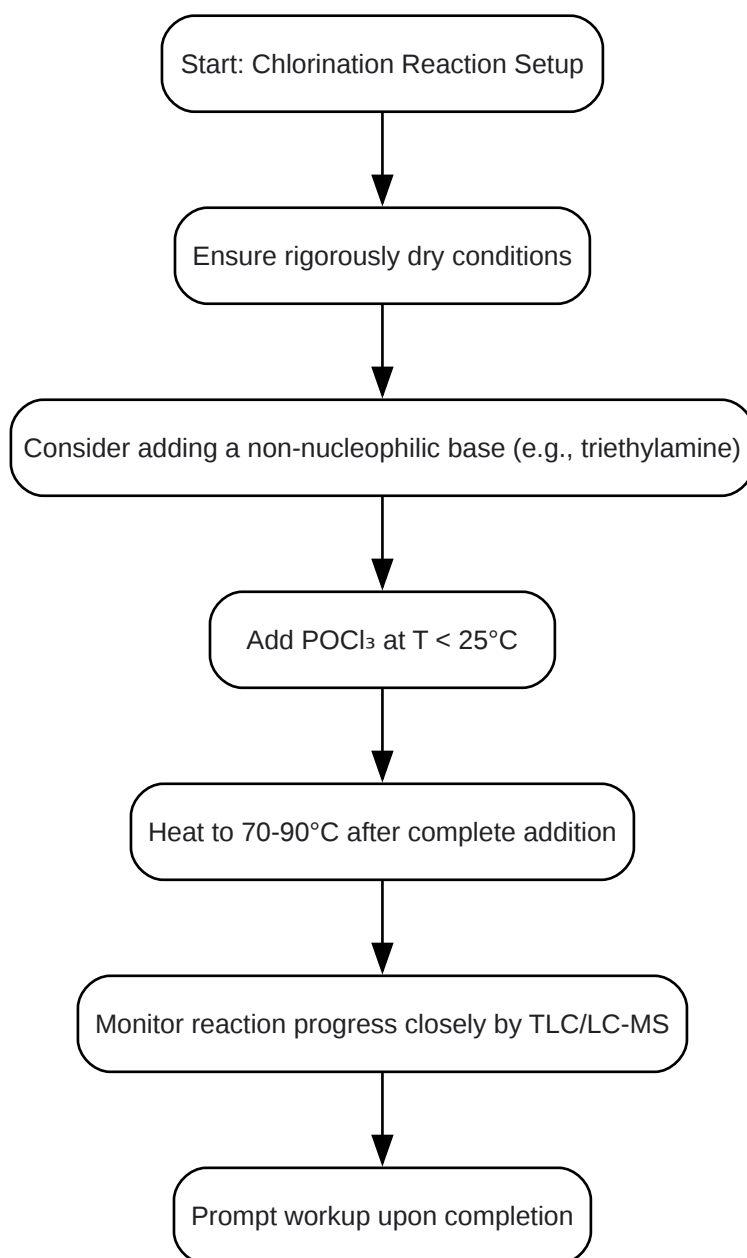 Start: Chlorination Reaction Setup
Ensure rigorously dry conditions
Consider adding a non-nucleophilic base (e.g., triethylamine)
Add POCl₃ at T < 25°C
Heat to 70-90°C after complete addition
Monitor reaction progress closely by TLC/LC-MS
Prompt workup upon completion